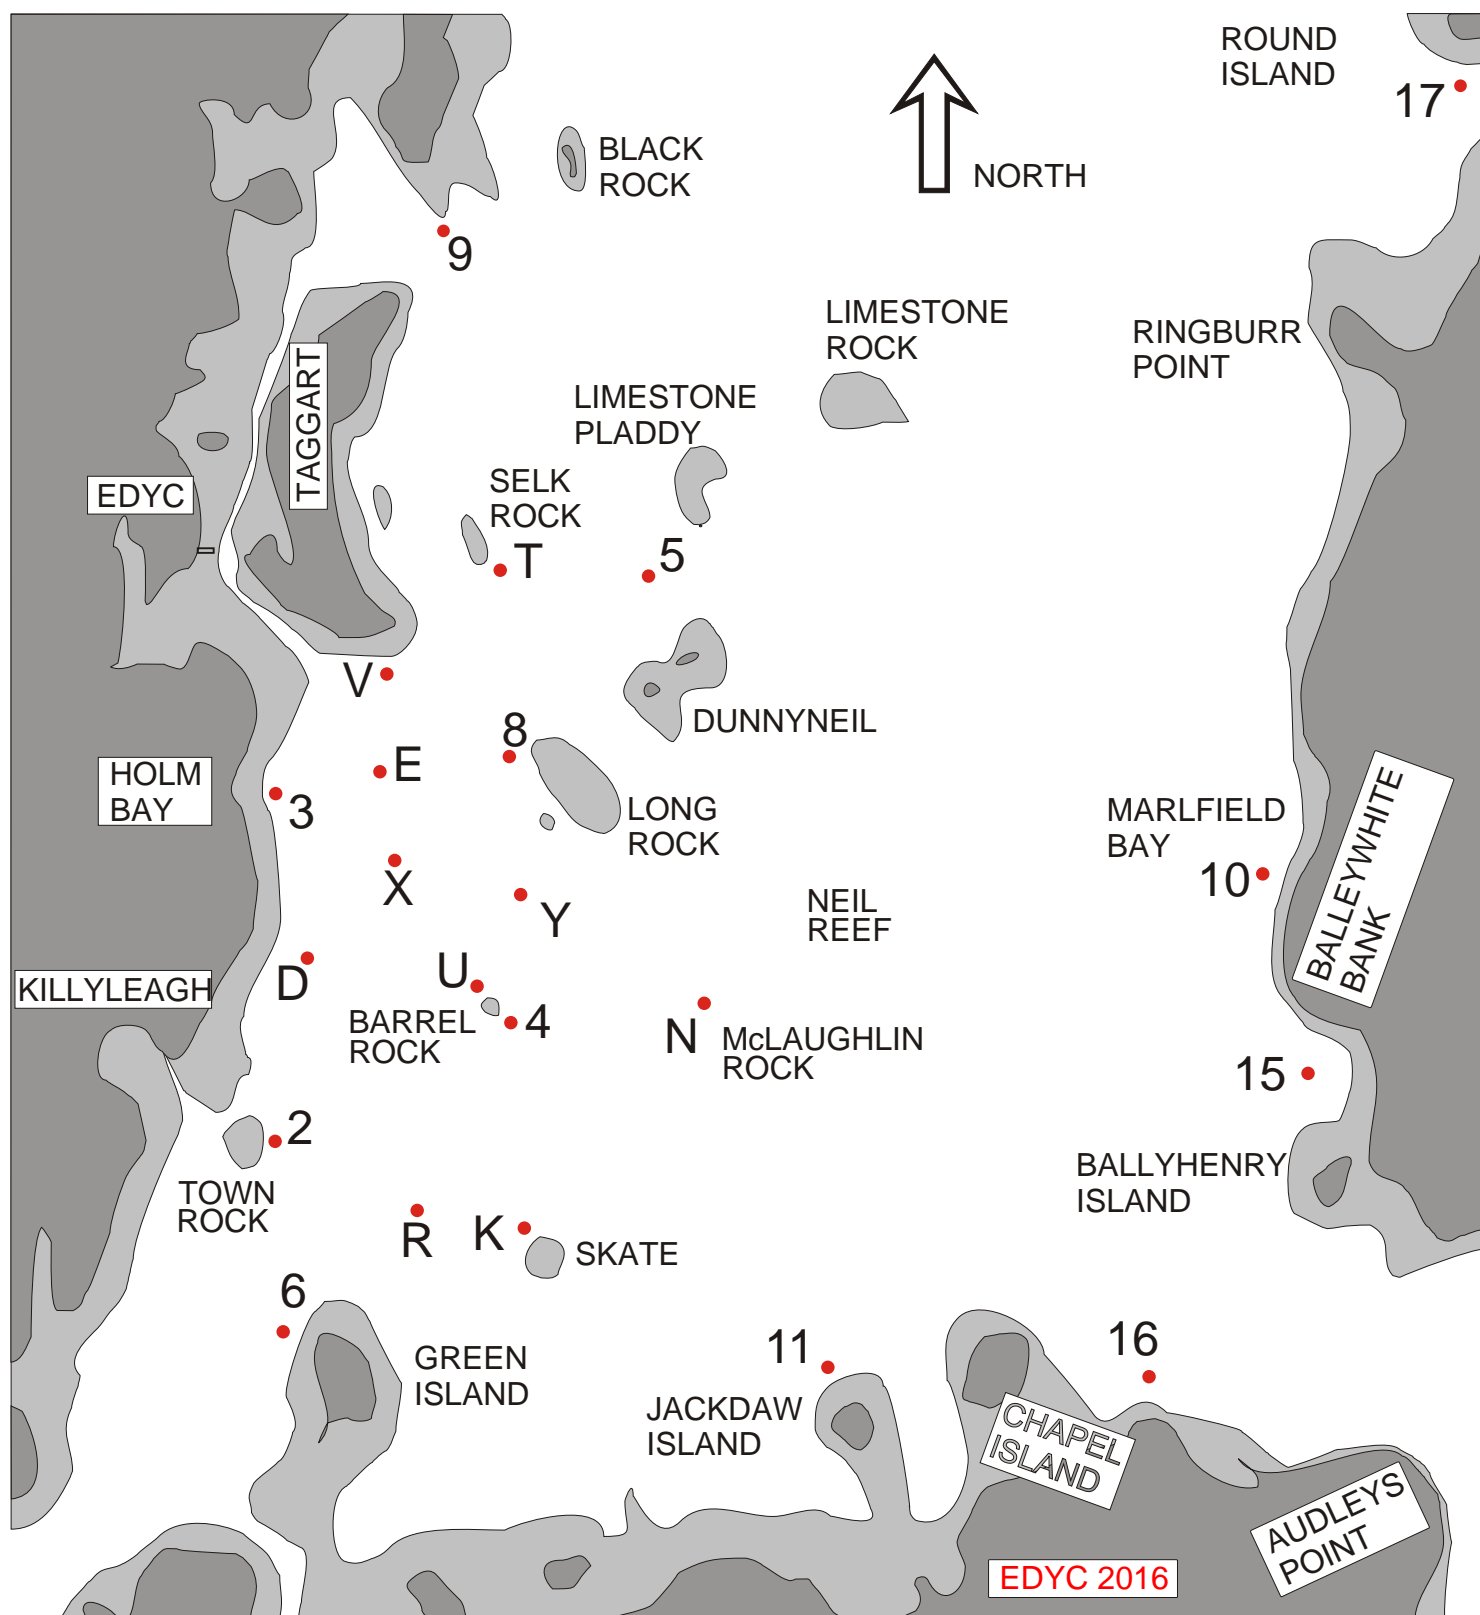 ROUND
ISLAND
17
BLACK
ROCK
NORTH
9
LIMESTONE
ROCK
RINGBURR
POINT
TAGGART
LIMESTONE
PLADDY
EDYC
SELK
ROCK
T
5
V
DUNNYNEIL
8
E
HOLM
BAY
3
LONG
ROCK
MARLFIELD
BAY
BALLEYWHITE
BANK
X
10
Y
NEIL
REEF
D
U
KILLYLEAGH
BARREL
ROCK
4
N
McLAUGHLIN
ROCK
15
2
BALLYHENRY
ISLAND
TOWN
ROCK
R
K
SKATE
6
GREEN
ISLAND
11
16
JACKDAW
ISLAND
CHAPEL
ISLAND
AUDLEYS
POINT
EDYC 2016